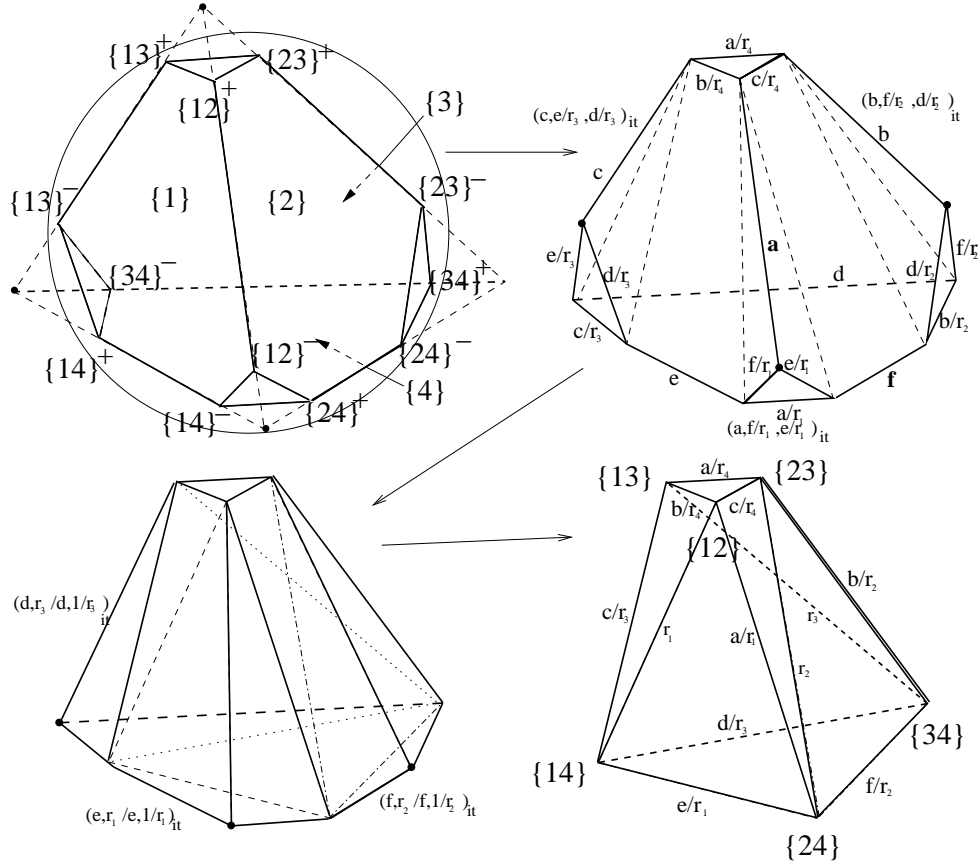 {13}+
{23}+
{12}+
{3}
{1}
{2}
{13}−
{23}−
{34}−
{34}+
{14}+
{12}−
{24}−
{4}
{14}−
{24}+
a/r₄
b/r₄
c/r₄
(c,e/r₃,d/r₃)it
(b,f/r₂,d/r₂)it
c
b
a
e/r₃
d/r₃
d
d/r₂
f/r₂
c/r₃
b/r₂
e
f/r₁
e/r₁
f
a/r₁
(a,f/r₁,e/r₁)it
(d,r₃/d,1/r₃)it
(e,r₁/e,1/r₁)it
(f,r₂/f,1/r₂)it
{13}
a/r₄
{23}
b/r₄
c/r₄
{12}
c/r₃
r₁
a/r₁
r₂
r₃
b/r₂
d/r₃
{34}
{14}
e/r₁
f/r₂
{24}